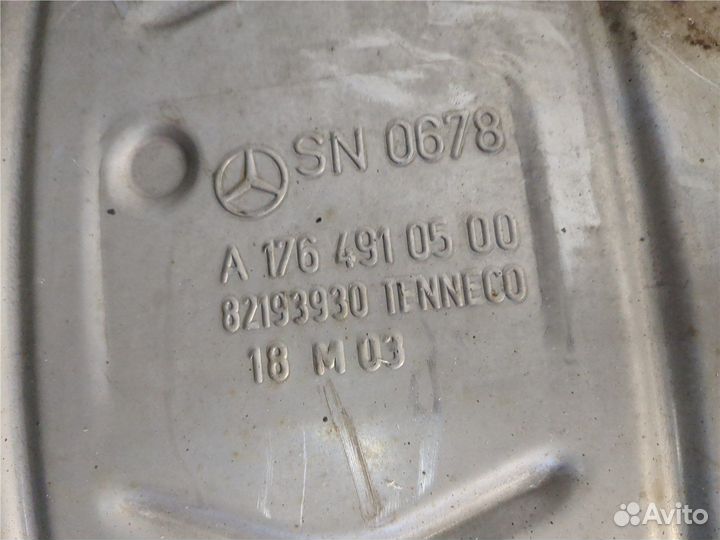 SN 0678
A 176 491 05 00
82193930 TENNECO
18 M 03
Avito